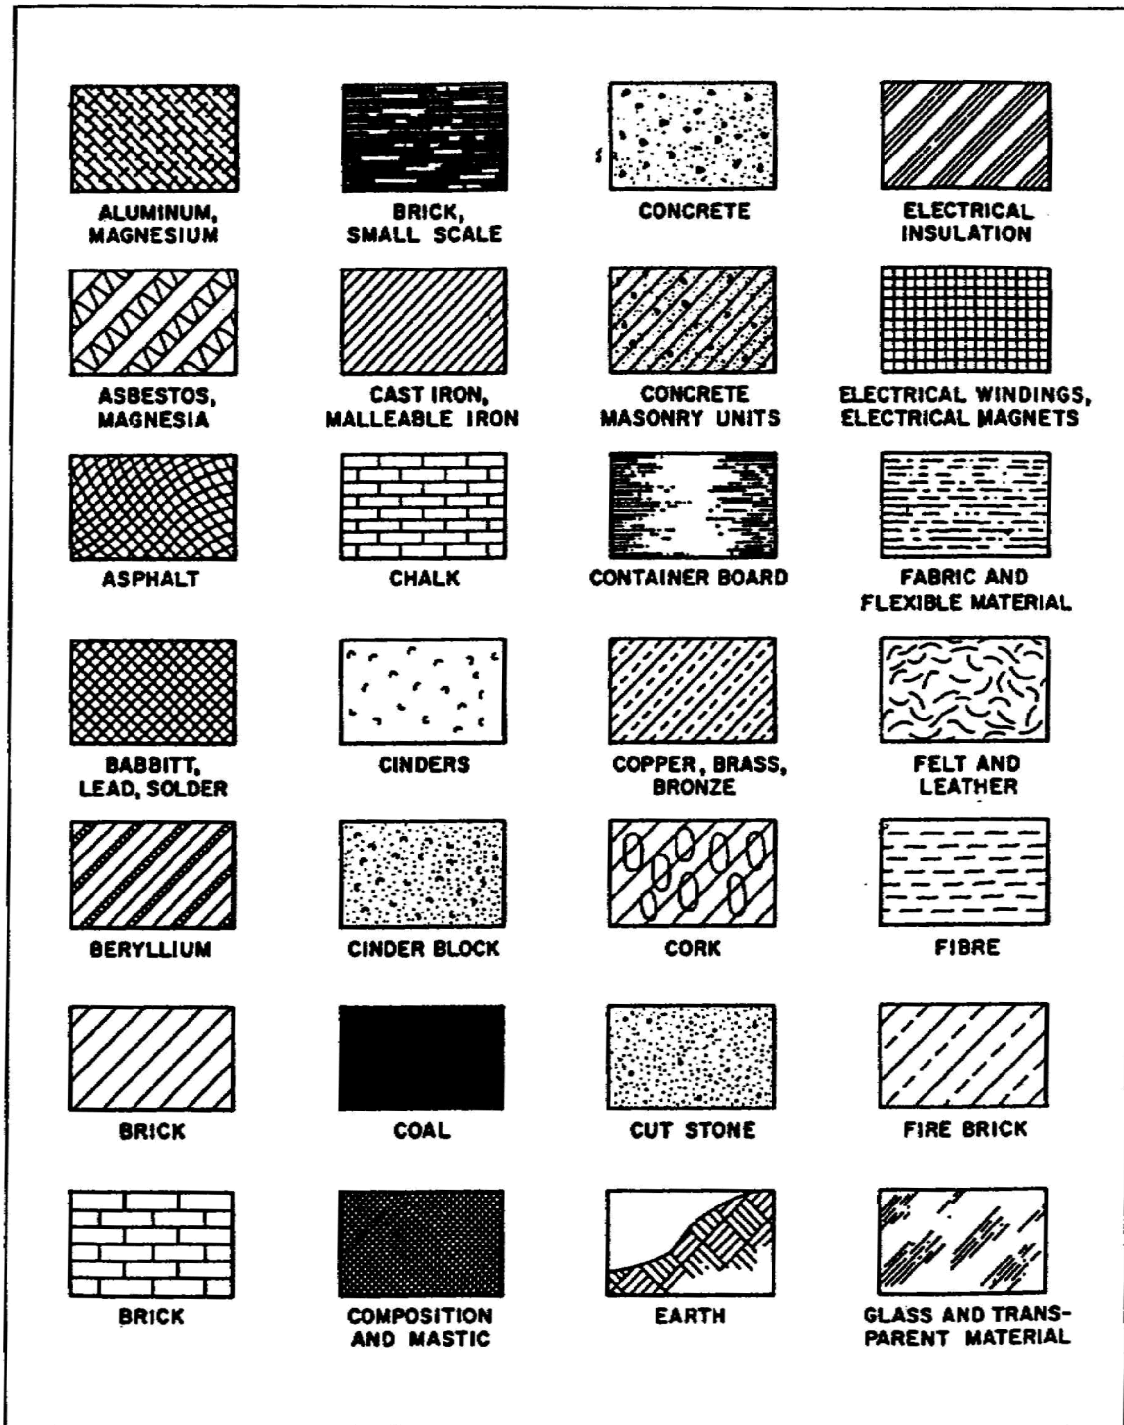 ALUMINUM,
MAGNESIUM
BRICK,
SMALL SCALE
CONCRETE
ELECTRICAL
INSULATION
ASBESTOS,
MAGNESIA
CAST IRON,
MALLEABLE IRON
CONCRETE
MASONRY UNITS
ELECTRICAL WINDINGS,
ELECTRICAL MAGNETS
ASPHALT
CHALK
CONTAINER BOARD
FABRIC AND
FLEXIBLE MATERIAL
BABBITT,
LEAD, SOLDER
CINDERS
COPPER, BRASS,
BRONZE
FELT AND
LEATHER
BERYLLIUM
CINDER BLOCK
CORK
FIBRE
BRICK
COAL
CUT STONE
FIRE BRICK
BRICK
COMPOSITION
AND MASTIC
EARTH
GLASS AND TRANS-
PARENT MATERIAL